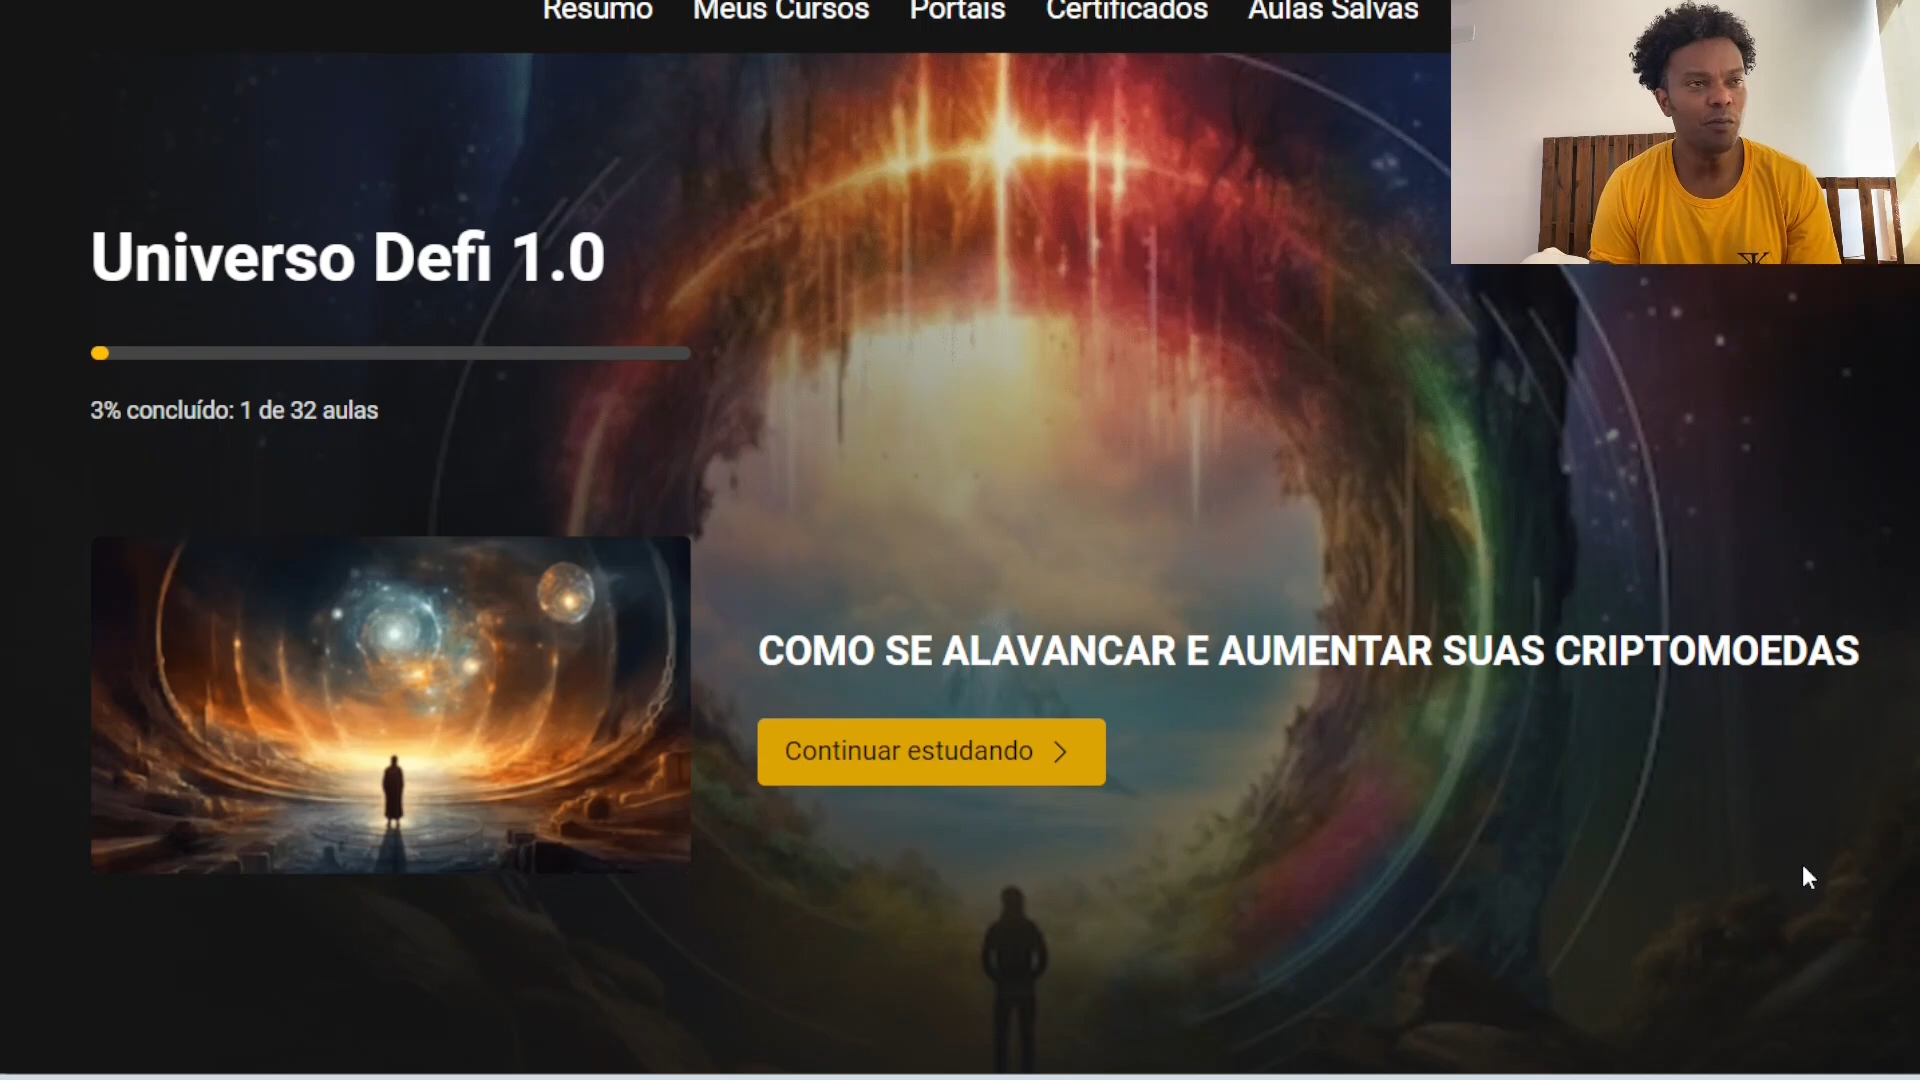 Resumo Meus Cursos Portais Certificados Aulas Salvas
Universo Defi 1.0
3% concluído: 1 de 32 aulas
COMO SE ALAVANCAR E AUMENTAR SUAS CRIPTOMOEDAS
Continuar estudando